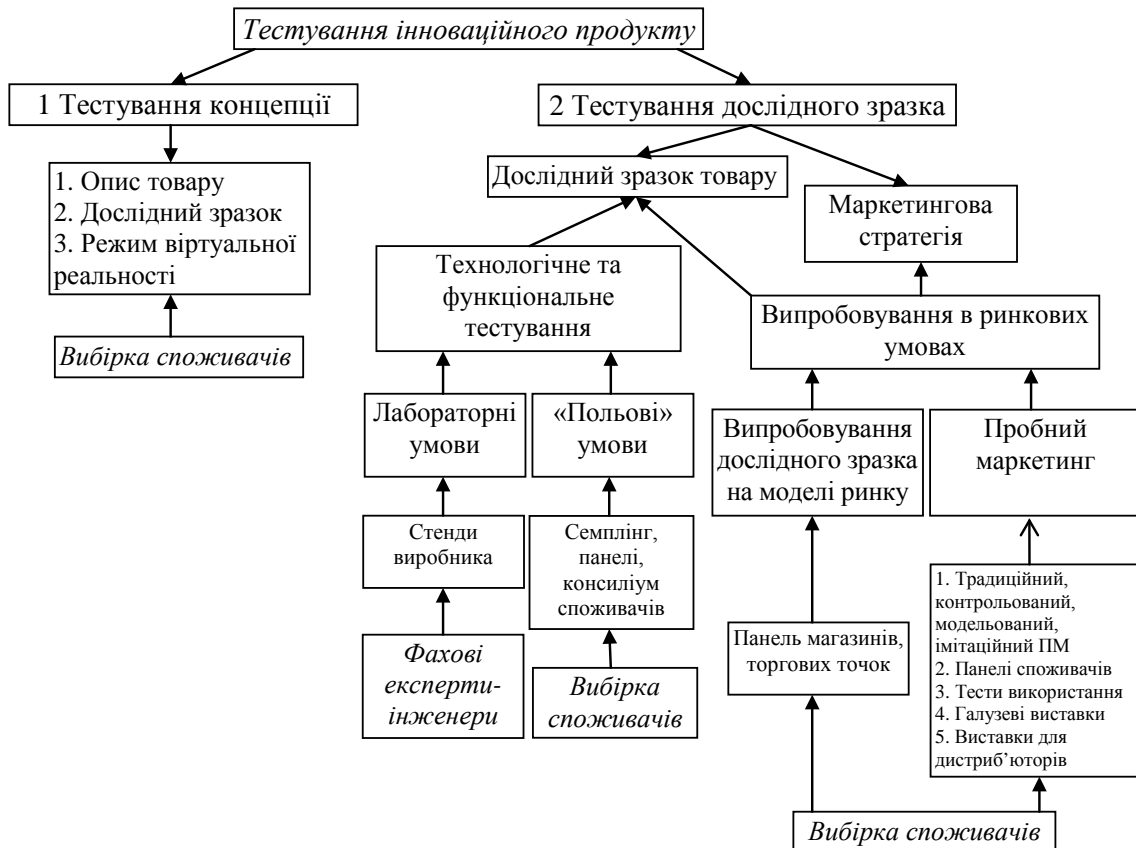 Тестування інноваційного продукту
1 Тестування концепції
2 Тестування дослідного зразка
1. Опис товару
2. Дослідний зразок
3. Режим віртуальної
реальності
Вибірка споживачів
Дослідний зразок товару
Маркетингова
стратегія
Технологічне та
функціональне
тестування
Випробовування в ринкових
умовах
Лабораторні
умови
«Польові»
умови
Випробовування
дослідного зразка
на моделі ринку
Пробний
маркетинг
Стенди
виробника
Семплінг,
панелі,
консиліум
споживачів
Панель магазинів,
торгових точок
1. Традиційний,
контрольований,
модельований,
імітаційний ПМ
2. Панелі споживачів
3. Тести використання
4. Галузеві виставки
5. Виставки для
дистриб’юторів
Фахові
експерти-
інженери
Вибірка
споживачів
Вибірка споживачів